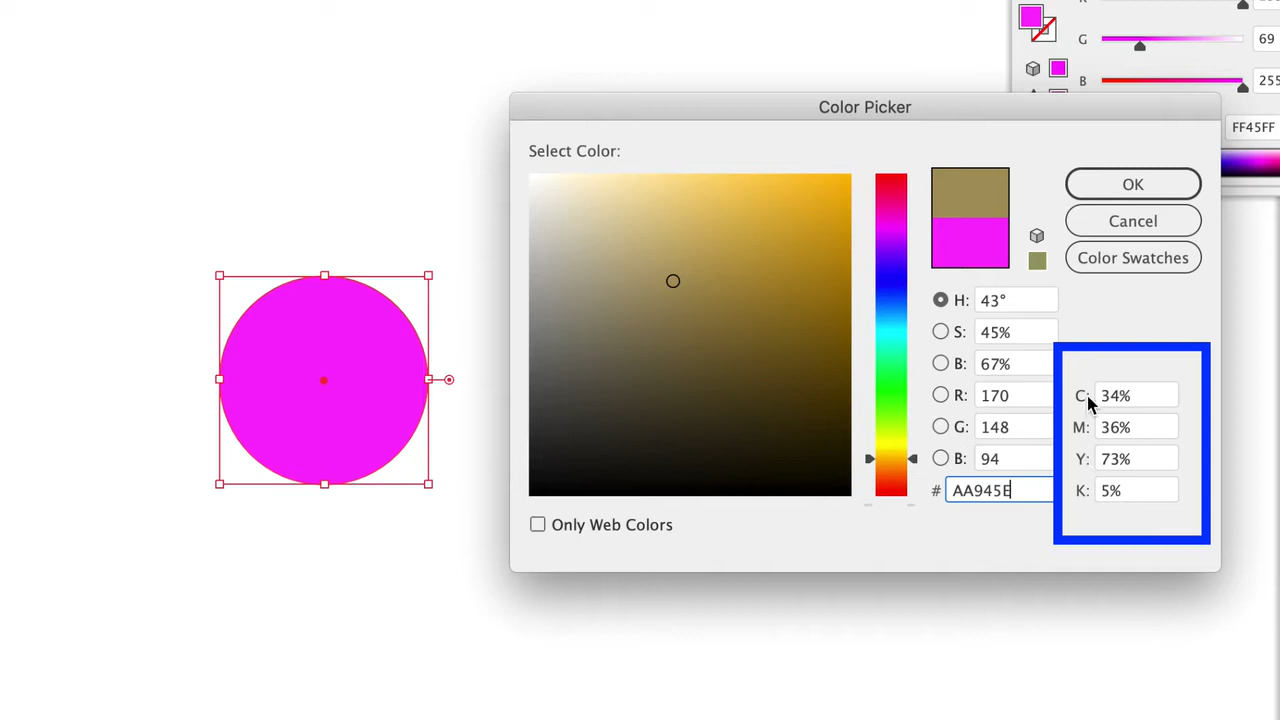 G 69
B 255
FF45FF
Color Picker
Select Color:
OK
Cancel
Color Swatches
H: 43°
S: 45%
B: 67%
R: 170
G: 148
B: 94
# AA945E
C: 34%
M: 36%
Y: 73%
K: 5%
Only Web Colors